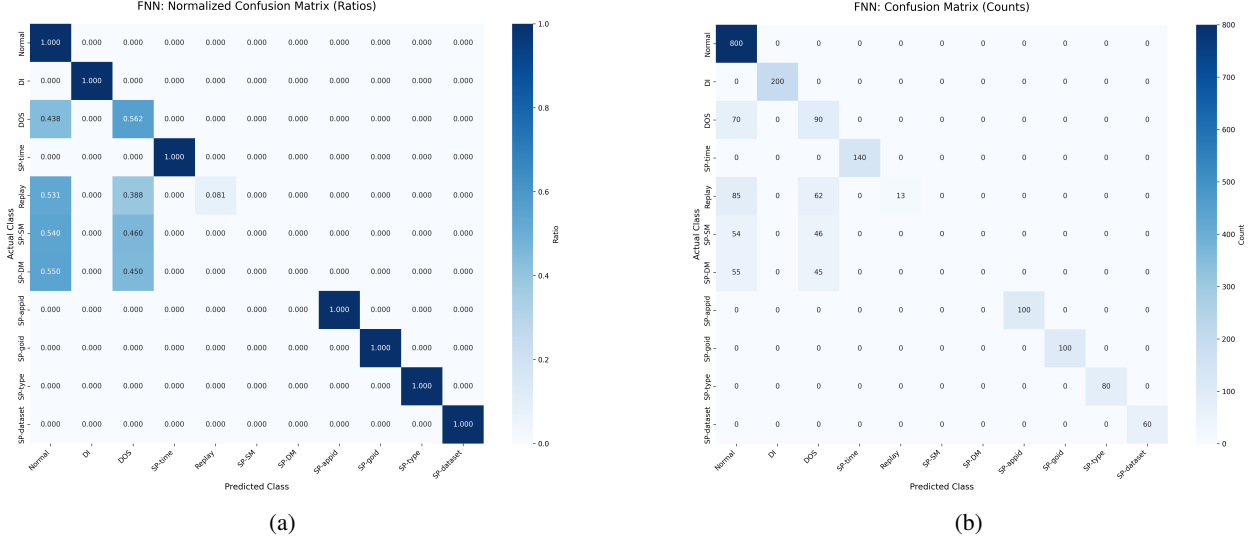 FNN: Normalized Confusion Matrix (Ratios)
Actual Class
Normal 1.000 0.000 0.000 0.000 0.000 0.000 0.000 0.000 0.000 0.000 0.000
DI 0.000 1.000 0.000 0.000 0.000 0.000 0.000 0.000 0.000 0.000 0.000
DOS 0.438 0.000 0.562 0.000 0.000 0.000 0.000 0.000 0.000 0.000 0.000
SP-time 0.000 0.000 0.000 1.000 0.000 0.000 0.000 0.000 0.000 0.000 0.000
Replay 0.531 0.000 0.388 0.000 0.081 0.000 0.000 0.000 0.000 0.000 0.000
SP-SM 0.540 0.000 0.460 0.000 0.000 0.000 0.000 0.000 0.000 0.000 0.000
SP-DM 0.550 0.000 0.450 0.000 0.000 0.000 0.000 0.000 0.000 0.000 0.000
SP-appid 0.000 0.000 0.000 0.000 0.000 0.000 0.000 1.000 0.000 0.000 0.000
SP-goid 0.000 0.000 0.000 0.000 0.000 0.000 0.000 0.000 1.000 0.000 0.000
SP-type 0.000 0.000 0.000 0.000 0.000 0.000 0.000 0.000 0.000 1.000 0.000
SP-dataset 0.000 0.000 0.000 0.000 0.000 0.000 0.000 0.000 0.000 0.000 1.000
Normal DI DOS SP-time Replay SP-SM SP-DM SP-appid SP-goid SP-type SP-dataset
Predicted Class
1.0
0.8
0.6
0.4
0.2
0.0
Ratio
(a)
FNN: Confusion Matrix (Counts)
Actual Class
Normal 800 0 0 0 0 0 0 0 0 0 0
DI 0 200 0 0 0 0 0 0 0 0 0
DOS 70 0 90 0 0 0 0 0 0 0 0
SP-time 0 0 0 140 0 0 0 0 0 0 0
Replay 85 0 62 0 13 0 0 0 0 0 0
SP-SM 54 0 46 0 0 0 0 0 0 0 0
SP-DM 55 0 45 0 0 0 0 0 0 0 0
SP-appid 0 0 0 0 0 0 0 100 0 0 0
SP-goid 0 0 0 0 0 0 0 0 100 0 0
SP-type 0 0 0 0 0 0 0 0 0 80 0
SP-dataset 0 0 0 0 0 0 0 0 0 0 60
Normal DI DOS SP-time Replay SP-SM SP-DM SP-appid SP-goid SP-type SP-dataset
Predicted Class
800
700
600
500
400
300
200
100
0
Count
(b)